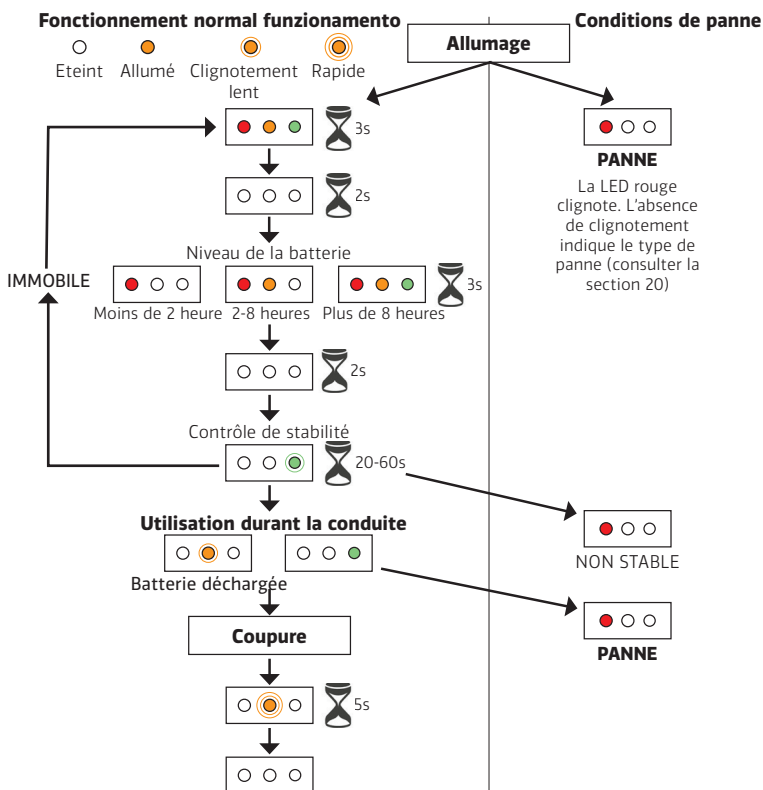 Fonctionnement normal funzionamento
Conditions de panne
Allumage
Eteint
Allumé
Clignotement
lent
Rapide
3s
PANNE
La LED rouge
clignote. L'absence
de clignotement
indique le type de
panne (consulter la
section 20)
2s
Niveau de la batterie
IMMOBILE
3s
Moins de 2 heure
2-8 heures
Plus de 8 heures
2s
Contrôle de stabilité
20-60s
Utilisation durant la conduite
NON STABLE
Batterie déchargée
Coupure
PANNE
5s